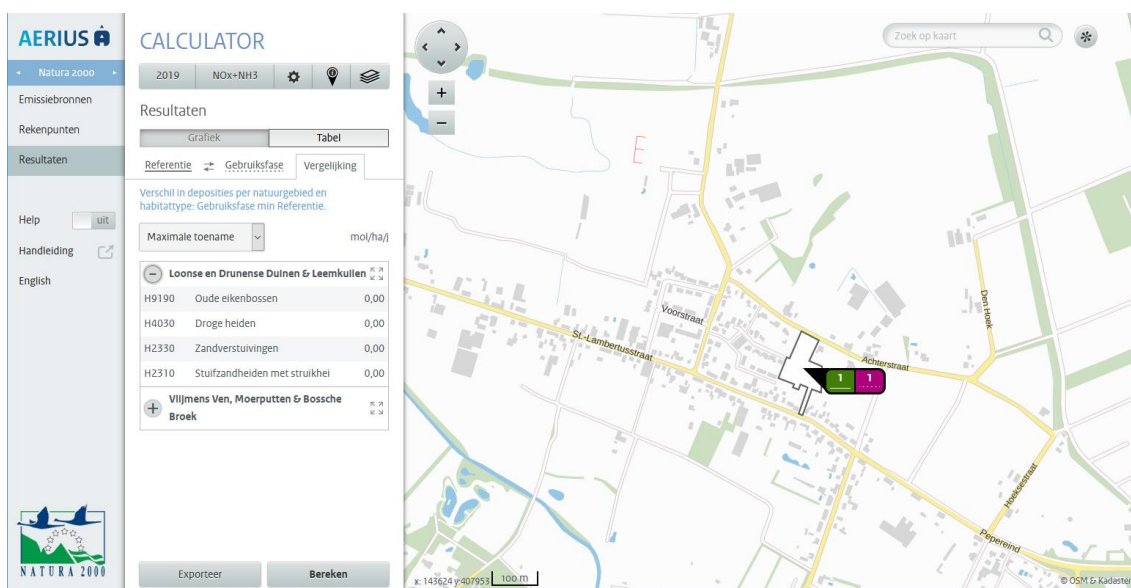 AERIUS
Natura 2000
Emissiebronnen
Rekenpunten
Resultaten
Help
uit
Handleiding
English
NATURA 2000
CALCULATOR
2019 NOx+NH3
Resultaten
Grafiek Tabel
Referentie Gebruiksfase Vergelijking
Verschil in deposities per natuurgebied en
habitattype: Gebruiksfase min Referentie.
Maximale toename mol/ha/j
Loonse en Drunense Duinen & Leemkuilen
H9190 Oude eikenbossen 0,00
H4030 Droge heiden 0,00
H2330 Zandverstuivingen 0,00
H2310 Stuifzandheiden met struikhei 0,00
Vlijmens Ven, Moerputten & Bossche
Broek
Exporteer Bereken
Zoek op kaart
E
Voorstraat
St.-Lambertusstraat
Achterstraat
Den Hoek
1 1
Hoeksestraat
Pepereind
x: 143624 y:407953 100 m
© OSM & Kadaster